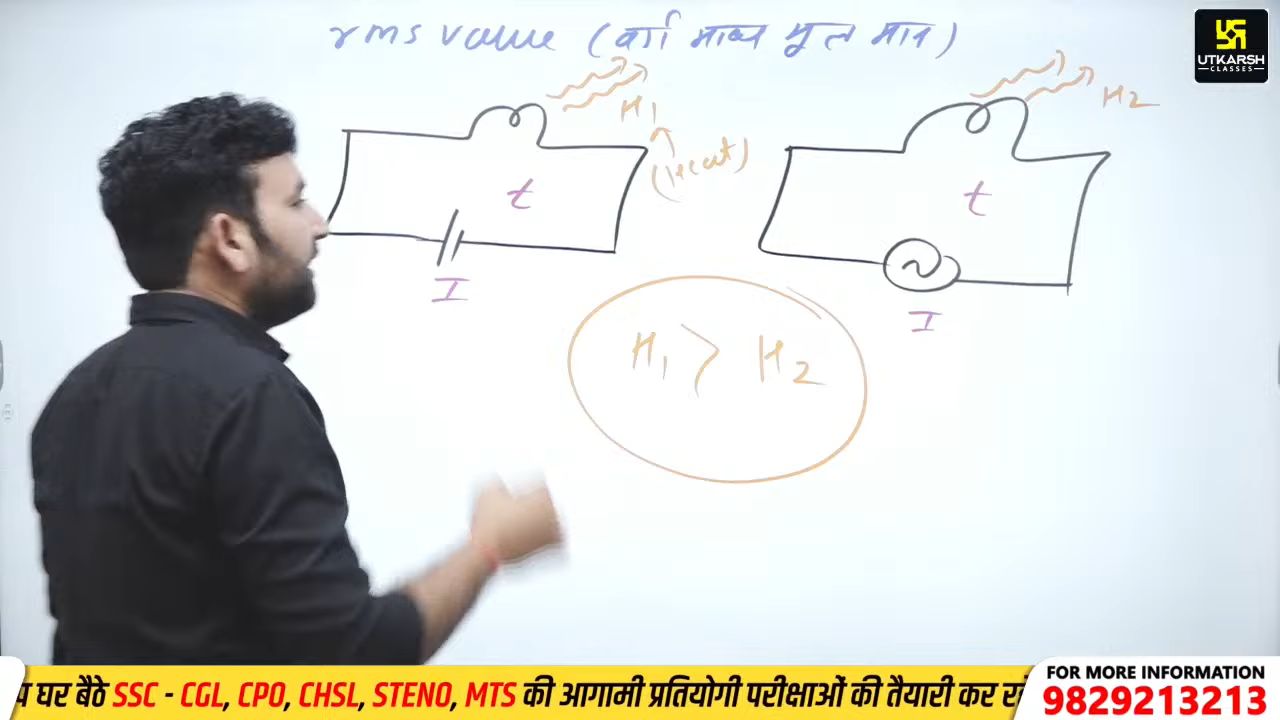 rms value (वर्ग माध्य मूल मान)
H1
(Heat)
t
I
H2
t
I
H1 > H2
UTKARSH
CLASSES
घर बैठे SSC - CGL, CPO, CHSL, STENO, MTS की आगामी प्रतियोगी परीक्षाओं की तैयारी कर
FOR MORE INFORMATION
9829213213